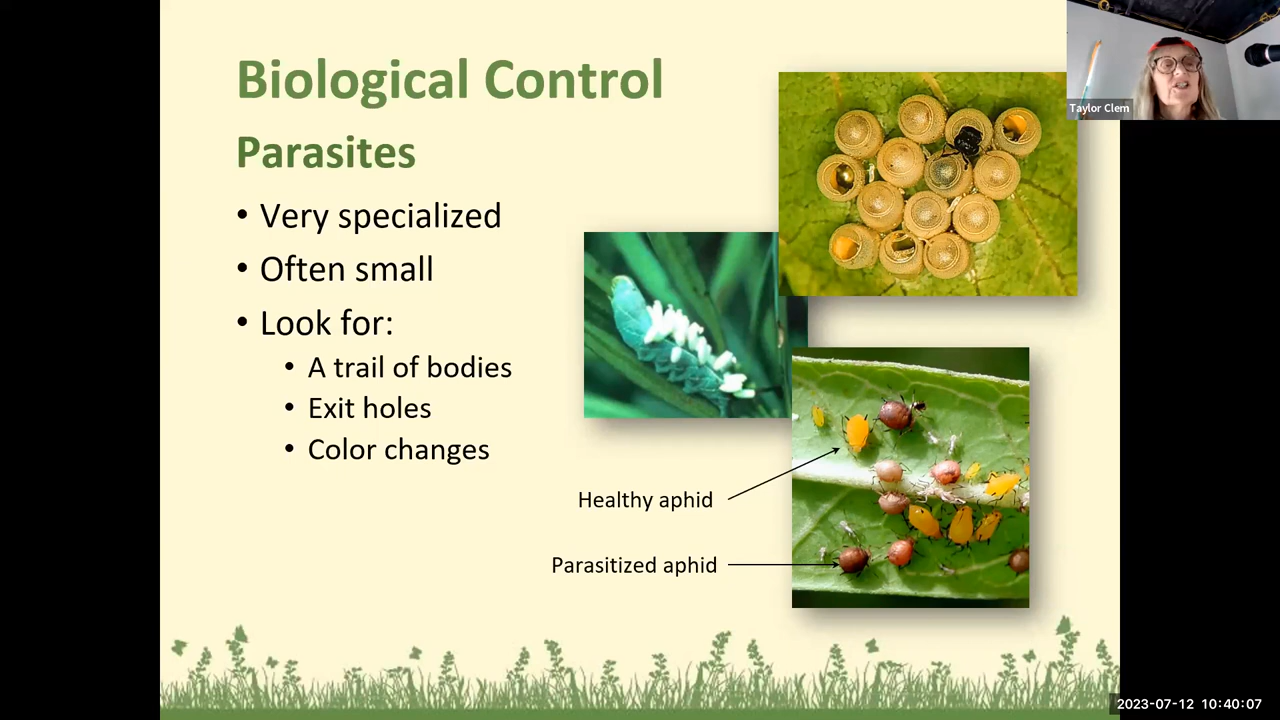 Biological Control
Parasites
• Very specialized
• Often small
• Look for:
• A trail of bodies
• Exit holes
• Color changes
Healthy aphid
Parasitized aphid
Taylor Clem
2023-07-12 10:40:07